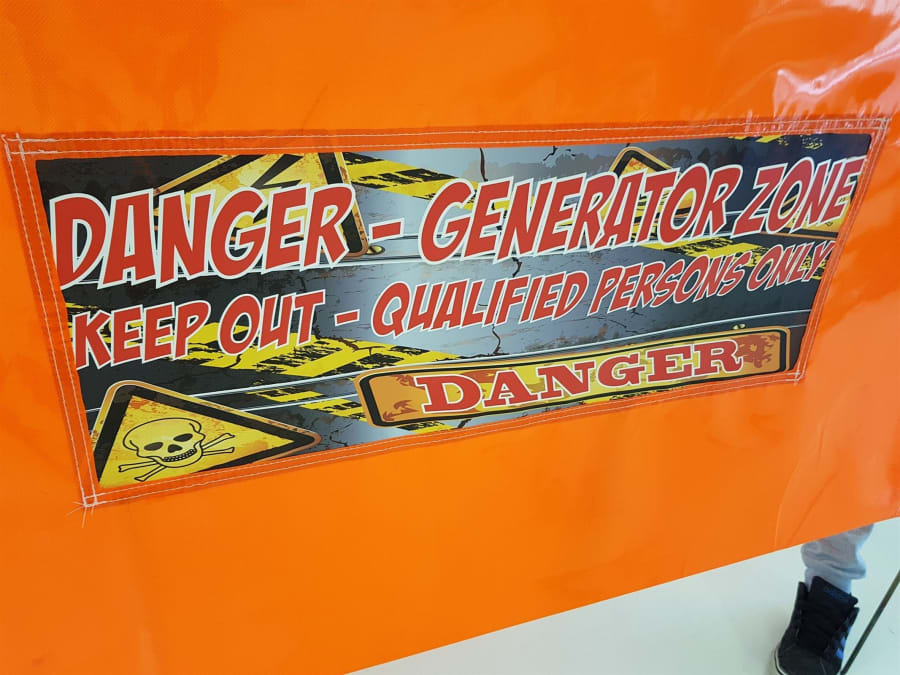 DANGER - GENERATOR ZONE
KEEP OUT - QUALIFIED PERSONS ONLY
DANGER